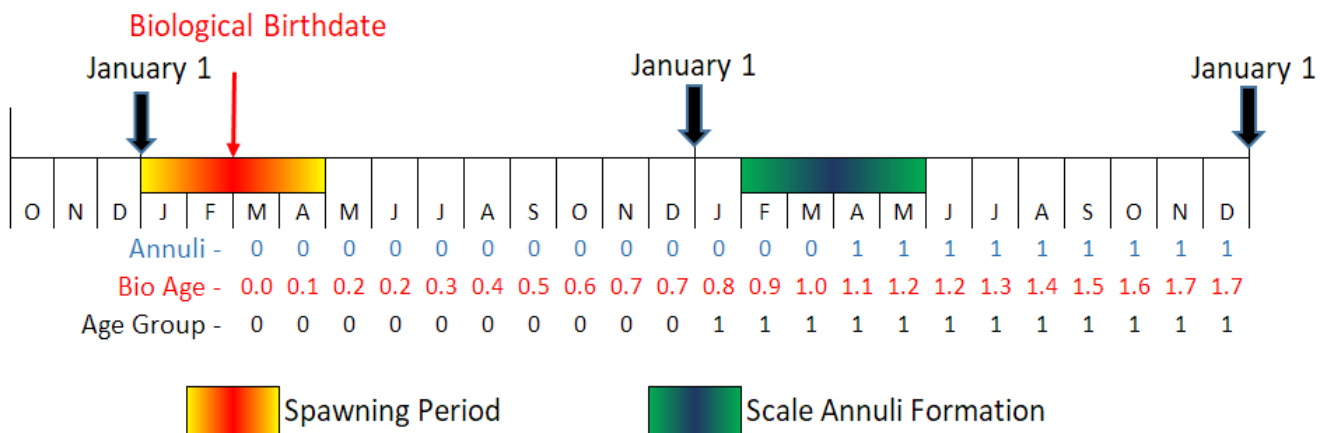 Biological Birthdate
January 1 January 1 January 1
O N D J F M A M J J A S O N D J F M A M J J A S O N D
Annuli - 0 0 0 0 0 0 0 0 0 0 0 0 0 1 1 1 1 1 1 1 1 1
Bio Age - 0.0 0.1 0.2 0.2 0.3 0.4 0.5 0.6 0.7 0.7 0.8 0.9 1.0 1.1 1.2 1.2 1.3 1.4 1.5 1.6 1.7 1.7
Age Group - 0 0 0 0 0 0 0 0 0 0 1 1 1 1 1 1 1 1 1 1 1 1
Spawning Period Scale Annuli Formation